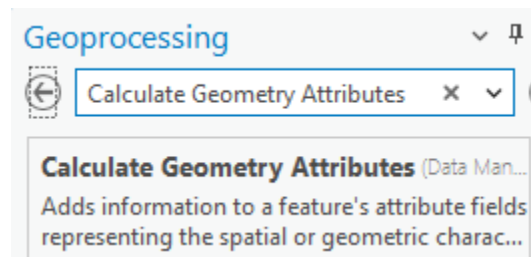 Geoprocessing
Calculate Geometry Attributes
Calculate Geometry Attributes (Data Man...
Adds information to a feature's attribute fields
representing the spatial or geometric charac...